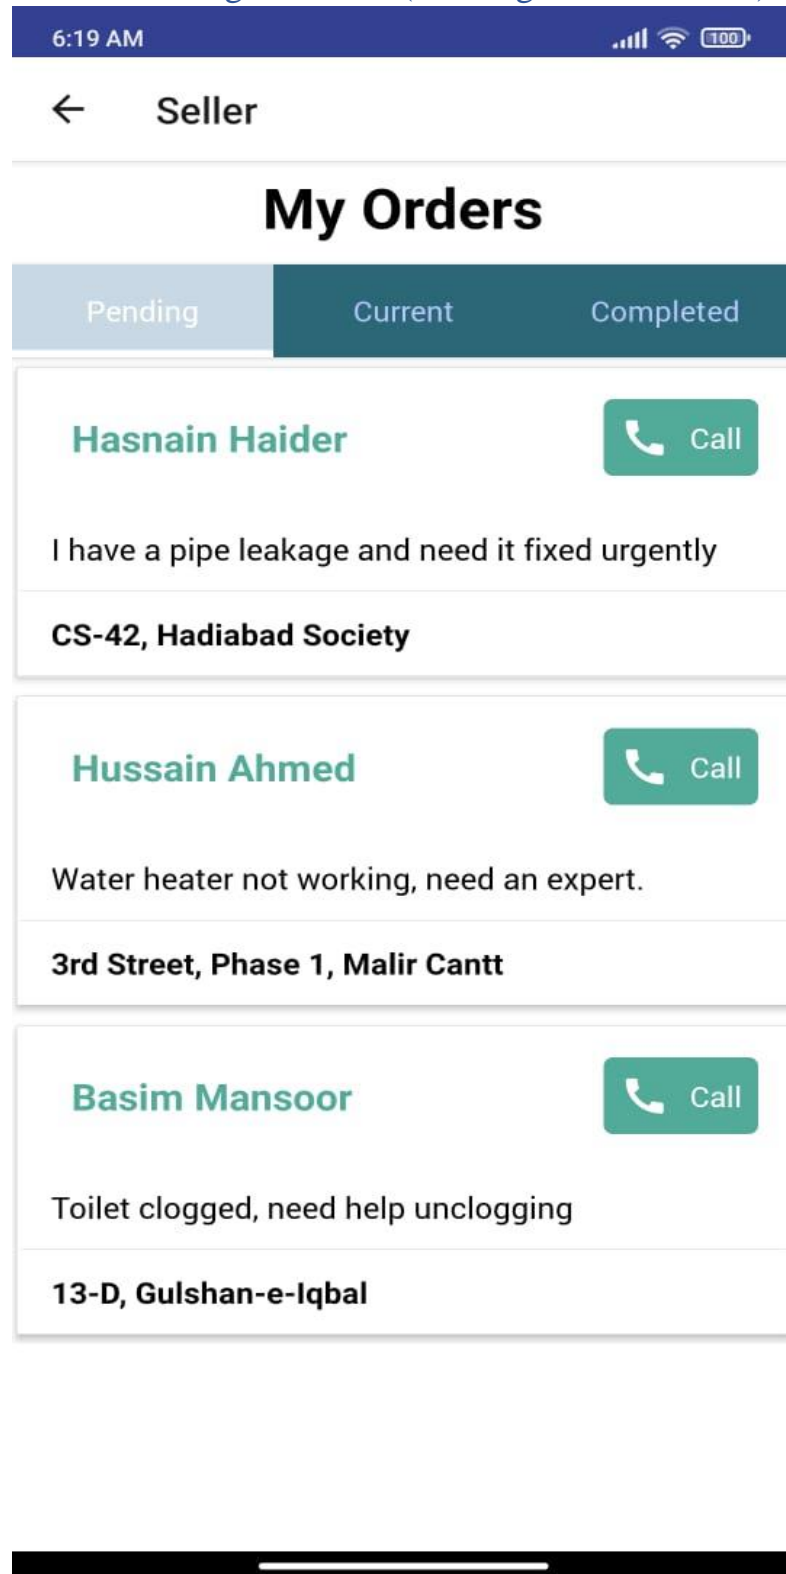 6:19 AM 100
Seller
My Orders
Pending Current Completed
Hasnain Haider Call
I have a pipe leakage and need it fixed urgently
CS-42, Hadiabad Society
Hussain Ahmed Call
Water heater not working, need an expert.
3rd Street, Phase 1, Malir Cantt
Basim Mansoor Call
Toilet clogged, need help unclogging
13-D, Gulshan-e-Iqbal